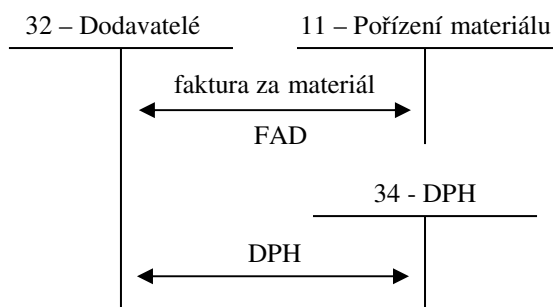 32 – Dodavatelé
11 – Pořízení materiálu
faktura za materiál
FAD
34 - DPH
DPH